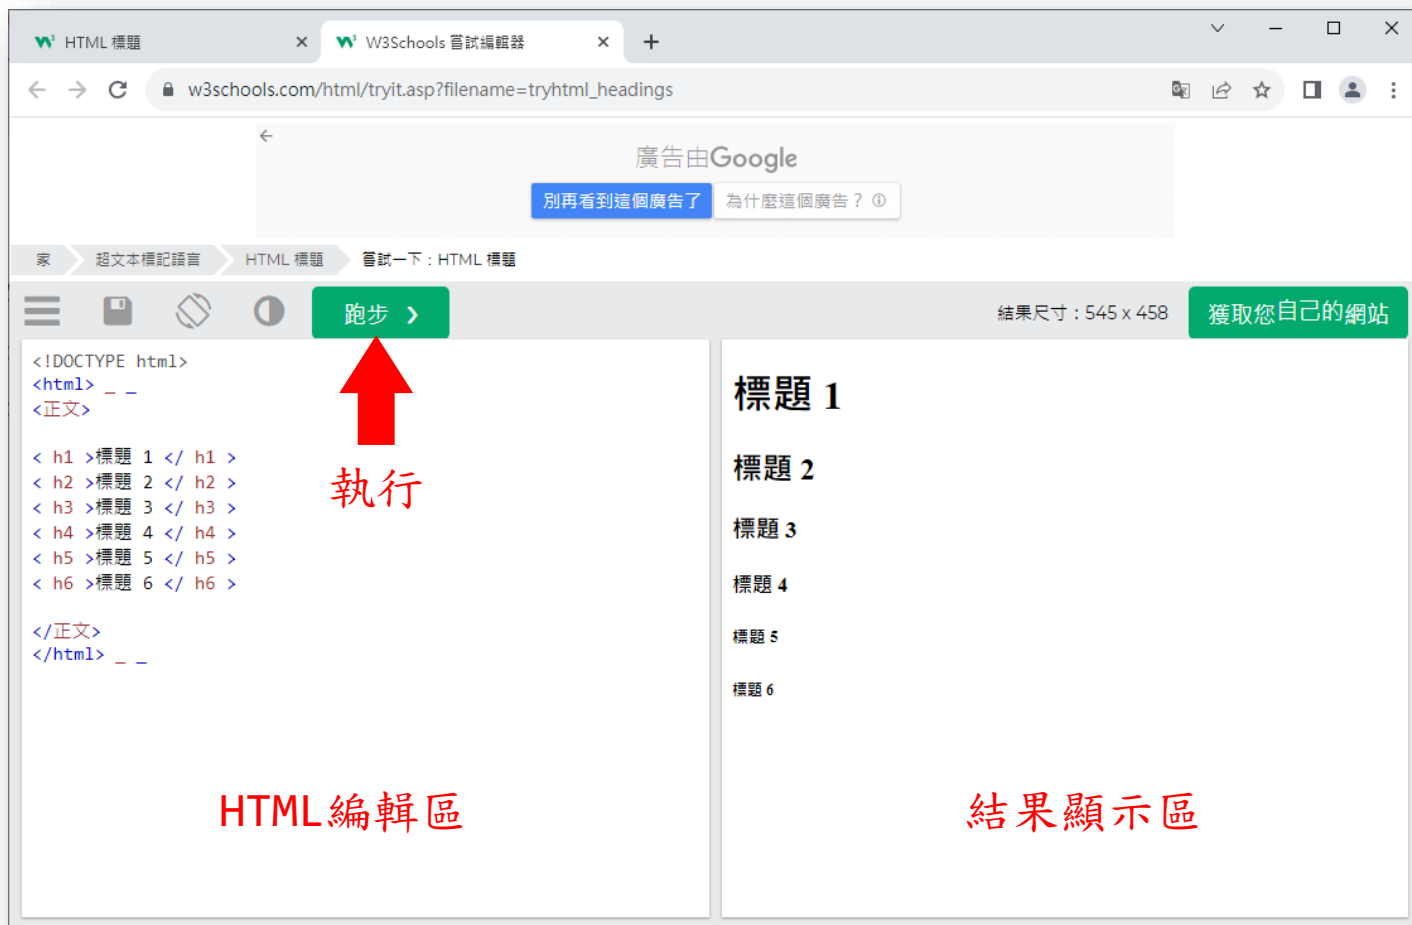 HTML 標題
W3Schools 嘗試編輯器
w3schools.com/html/tryit.asp?filename=tryhtml_headings
廣告由Google
別再看到這個廣告了
為什麼這個廣告？
家
超文本標記語言
HTML 標題
嘗試一下：HTML 標題
跑步 ❯
結果尺寸：545 x 458
獲取您自己的網站
<!DOCTYPE html>
<html> _ _
<正文>
< h1 >標題 1 </ h1 >
< h2 >標題 2 </ h2 >
< h3 >標題 3 </ h3 >
< h4 >標題 4 </ h4 >
< h5 >標題 5 </ h5 >
< h6 >標題 6 </ h6 >
</正文>
</html> _ _
執行
HTML編輯區
標題 1
標題 2
標題 3
標題 4
標題 5
標題 6
結果顯示區